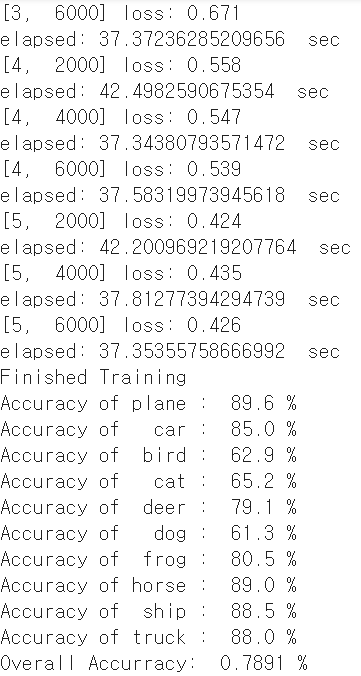 [3,  6000] loss: 0.671
elapsed: 37.37236285209656  sec
[4,  2000] loss: 0.558
elapsed: 42.4982590675354  sec
[4,  4000] loss: 0.547
elapsed: 37.34380793571472  sec
[4,  6000] loss: 0.539
elapsed: 37.58319973945618  sec
[5,  2000] loss: 0.424
elapsed: 42.200969219207764  sec
[5,  4000] loss: 0.435
elapsed: 37.81277394294739  sec
[5,  6000] loss: 0.426
elapsed: 37.35355758666992  sec
Finished Training
Accuracy of plane :  89.6 %
Accuracy of   car :  85.0 %
Accuracy of  bird :  62.9 %
Accuracy of   cat :  65.2 %
Accuracy of  deer :  79.1 %
Accuracy of   dog :  61.3 %
Accuracy of  frog :  80.5 %
Accuracy of horse :  89.0 %
Accuracy of  ship :  88.5 %
Accuracy of truck :  88.0 %
Overall Accurracy:  0.7891 %